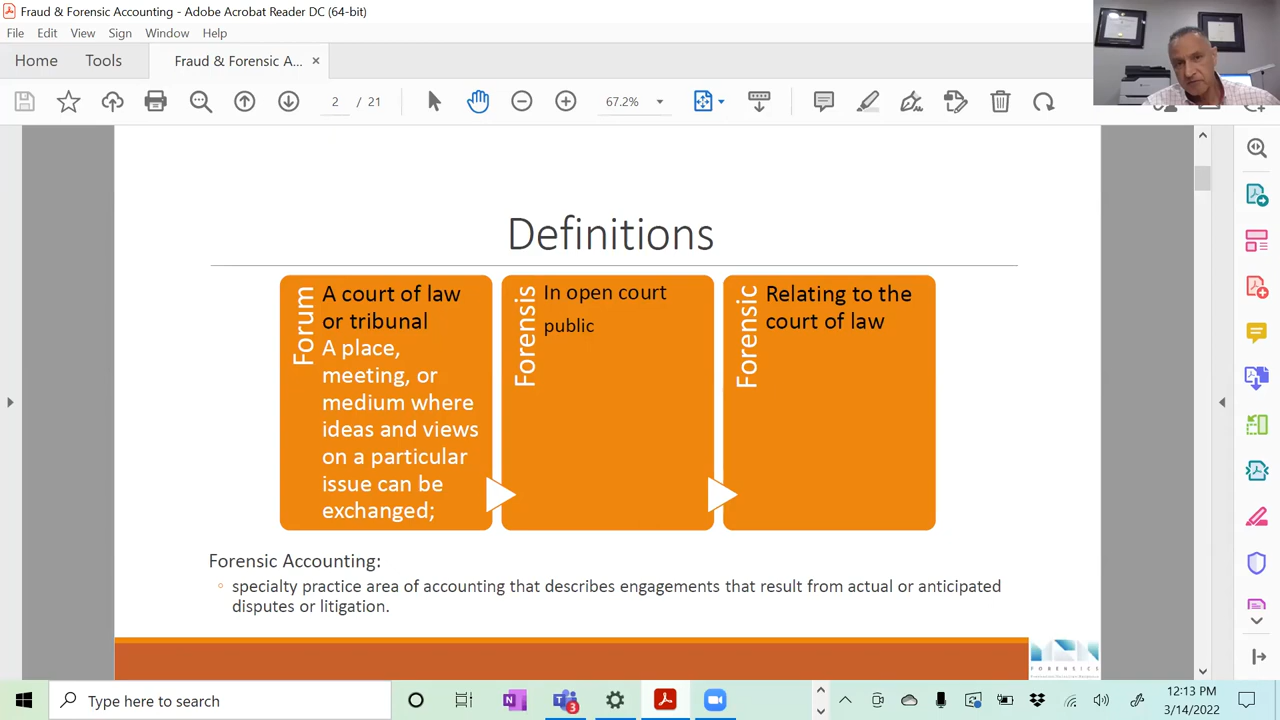 Fraud & Forensic Accounting - Adobe Acrobat Reader DC (64-bit)
File Edit View Sign Window Help
Home Tools Fraud & Forensic A... ×
2 / 21 67.2%
Definitions
Forum
A court of law
or tribunal
A place,
meeting, or
medium where
ideas and views
on a particular
issue can be
exchanged;
Forensis
In open court
public
Forensic
Relating to the
court of law
Forensic Accounting:
specialty practice area of accounting that describes engagements that result from actual or anticipated
disputes or litigation.
FORENSICS
Type here to search
3
12:13 PM
3/14/2022